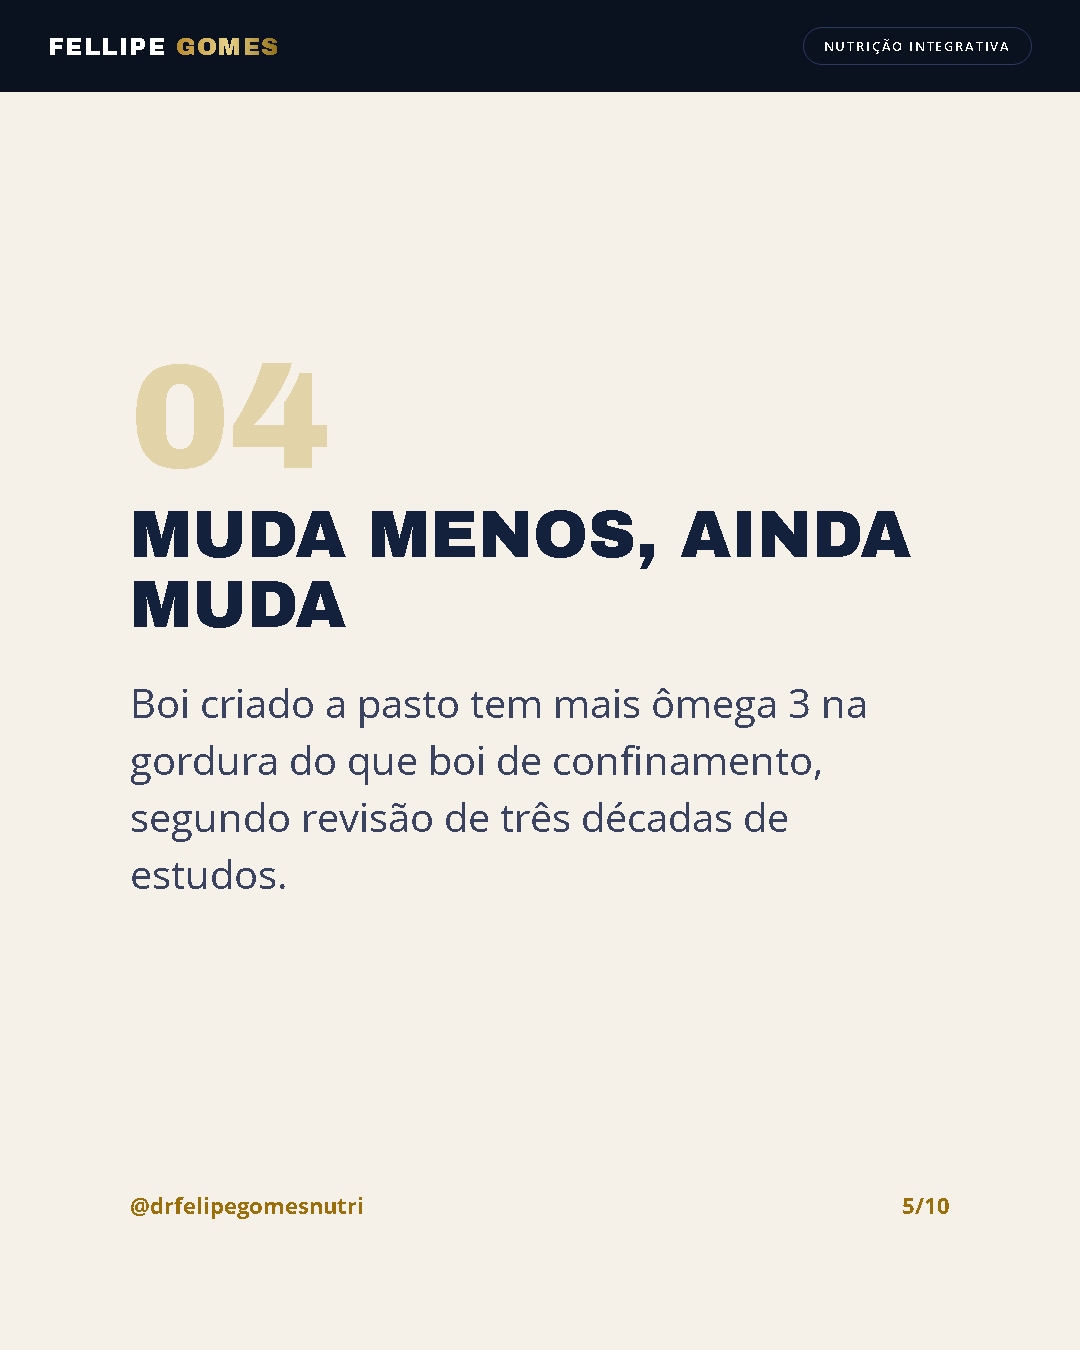 FELLIPE GOMES
NUTRIÇÃO INTEGRATIVA
04
MUDA MENOS, AINDA
MUDA
Boi criado a pasto tem mais ômega 3 na
gordura do que boi de confinamento,
segundo revisão de três décadas de
estudos.
@drfelipegomesnutri
5/10